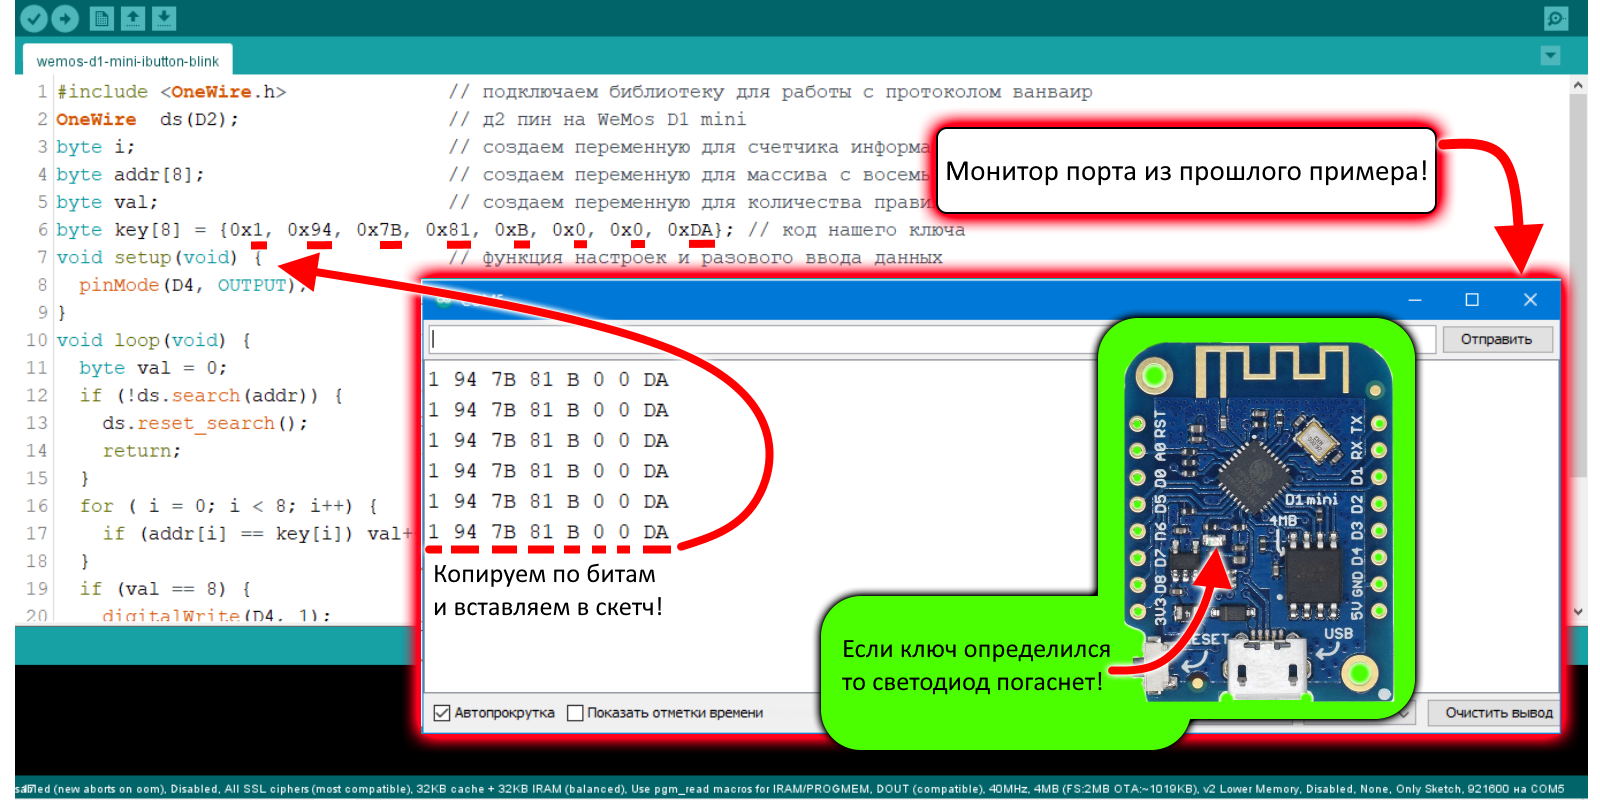 wemos-d1-mini-ibutton-blink
1 #include <OneWire.h> // подключаем библиотеку для работы с протоколом ванваир
2 OneWire ds(D2); // д2 пин на WeMos D1 mini
3 byte i; // создаем переменную для счетчика информа
4 byte addr[8]; // создаем переменную для массива с восемь
5 byte val; // создаем переменную для количества прави
6 byte key[8] = {0x1, 0x94, 0x7B, 0x81, 0xB, 0x0, 0x0, 0xDA}; // код нашего ключа
7 void setup(void) { // функция настроек и разового ввода данных
8 pinMode(D4, OUTPUT);
9 }
10 void loop(void) {
11 byte val = 0;
12 if (!ds.search(addr)) {
13 ds.reset_search();
14 return;
15 }
16 for ( i = 0; i < 8; i++) {
17 if (addr[i] == key[i]) val+
18 }
19 if (val == 8) {
20 digitalWrite(D4, 1);
Монитор порта из прошлого примера!
Отправить
1 94 7B 81 B 0 0 DA
1 94 7B 81 B 0 0 DA
1 94 7B 81 B 0 0 DA
1 94 7B 81 B 0 0 DA
1 94 7B 81 B 0 0 DA
1 94 7B 81 B 0 0 DA
Копируем по битам
и вставляем в скетч!
RST A0 D0 D5 D6 D7 D8 3V3
TX RX D1 D2 D3 D4 GND 5V
D1 mini
4MB
RESET
USB
Если ключ определился
то светодиод погаснет!
Автопрокрутка Показать отметки времени
Очистить вывод
(new aborts on oom), Disabled, All SSL ciphers (most compatible), 32KB cache + 32KB IRAM (balanced), Use pgm_read macros for IRAM/PROGMEM, DOUT (compatible), 40MHz, 4MB (FS:2MB OTA:~1019KB), v2 Lower Memory, Disabled, None, Only Sketch, 921600 на COM5